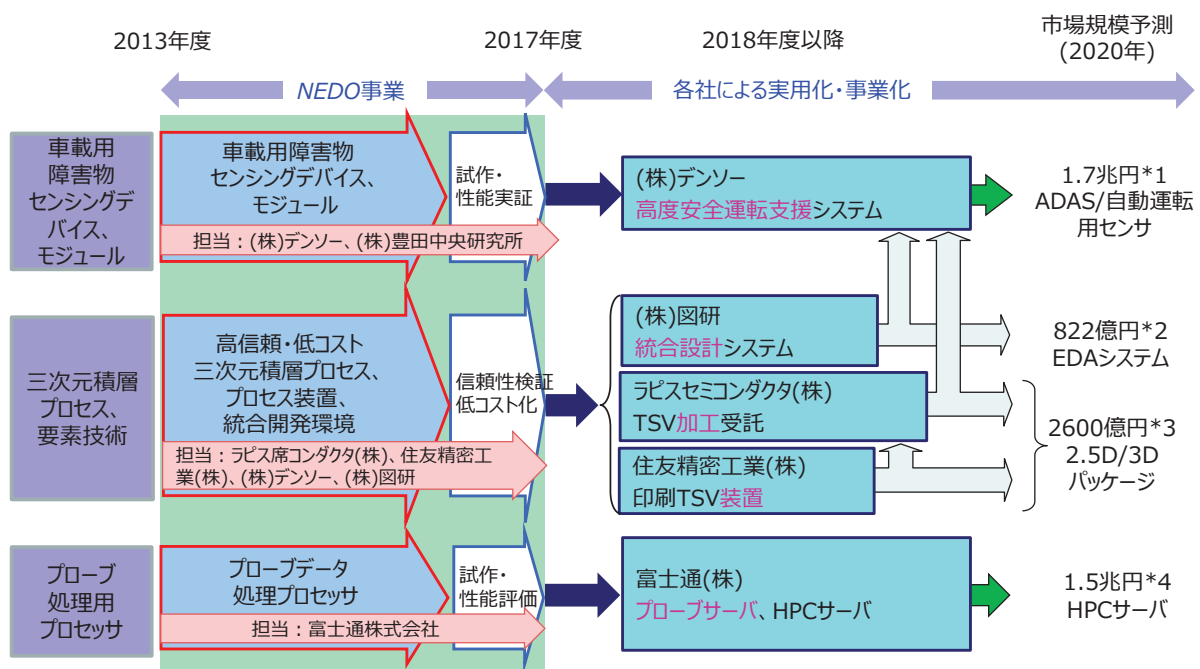 2013年度
2017年度
2018年度以降
市場規模予測
(2020年)
NEDO事業
各社による実用化・事業化
車載用
障害物
センシングデ
バイス、
モジュール
車載用障害物
センシングデバイス、
モジュール
試作・
性能実証
担当：(株)デンソー、(株)豊田中央研究所
(株)デンソー
高度安全運転支援システム
1.7兆円*1
ADAS/自動運転
用センサ
三次元積層
プロセス、
要素技術
高信頼・低コスト
三次元積層プロセス、
プロセス装置、
統合開発環境
信頼性検証
低コスト化
担当：ラピス席コンダクタ(株)、住友精密工
業(株)、(株)デンソー、(株)図研
(株)図研
統合設計システム
822億円*2
EDAシステム
ラピスセミコンダクタ(株)
TSV加工受託
住友精密工業(株)
印刷TSV装置
2600億円*3
2.5D/3D
パッケージ
プローブ
処理用
プロセッサ
プローブデータ
処理プロセッサ
試作・
性能評価
担当：富士通株式会社
富士通(株)
プローブサーバ、HPCサーバ
1.5兆円*4
HPCサーバ